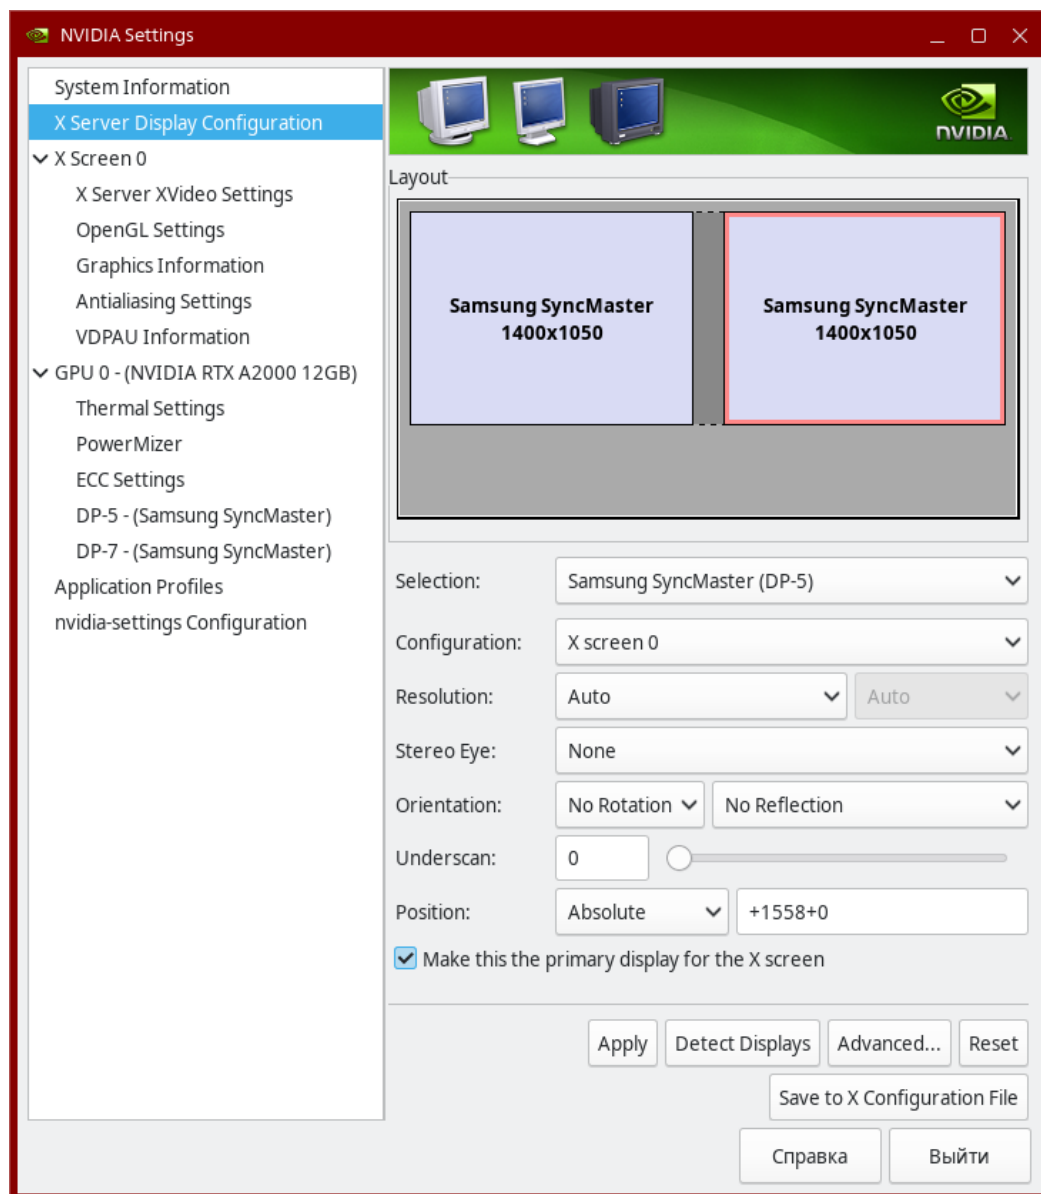 NVIDIA Settings
System Information
X Server Display Configuration
X Screen 0
X Server XVideo Settings
OpenGL Settings
Graphics Information
Antialiasing Settings
VDPAU Information
GPU 0 - (NVIDIA RTX A2000 12GB)
Thermal Settings
PowerMizer
ECC Settings
DP-5 - (Samsung SyncMaster)
DP-7 - (Samsung SyncMaster)
Application Profiles
nvidia-settings Configuration
NVIDIA.
Layout
Samsung SyncMaster
1400x1050
Samsung SyncMaster
1400x1050
Selection: Samsung SyncMaster (DP-5)
Configuration: X screen 0
Resolution: Auto Auto
Stereo Eye: None
Orientation: No Rotation No Reflection
Underscan: 0
Position: Absolute +1558+0
Make this the primary display for the X screen
Apply Detect Displays Advanced... Reset
Save to X Configuration File
Справка Выйти